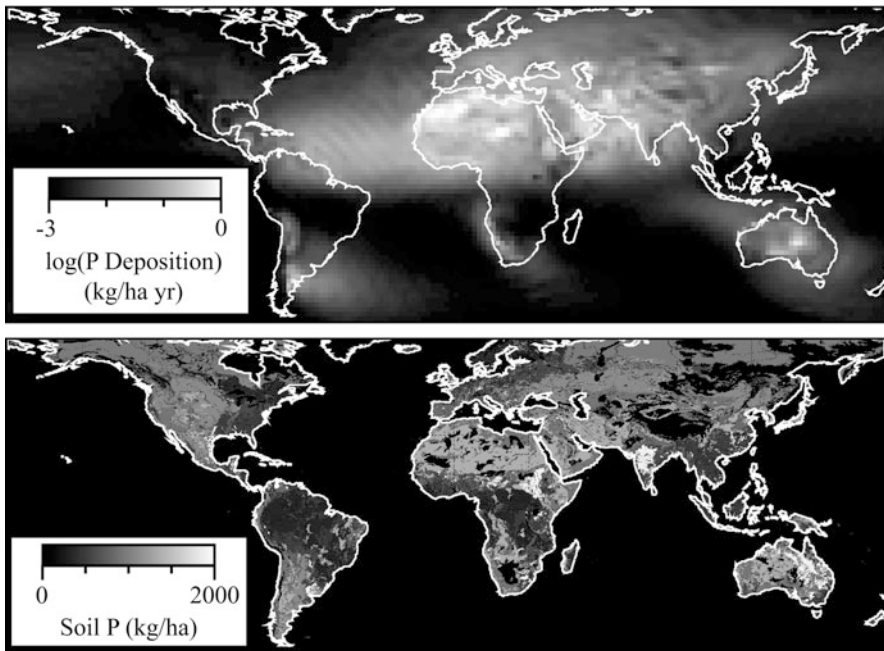 -3 0
log(P Deposition)
(kg/ha yr)
0 2000
Soil P (kg/ha)